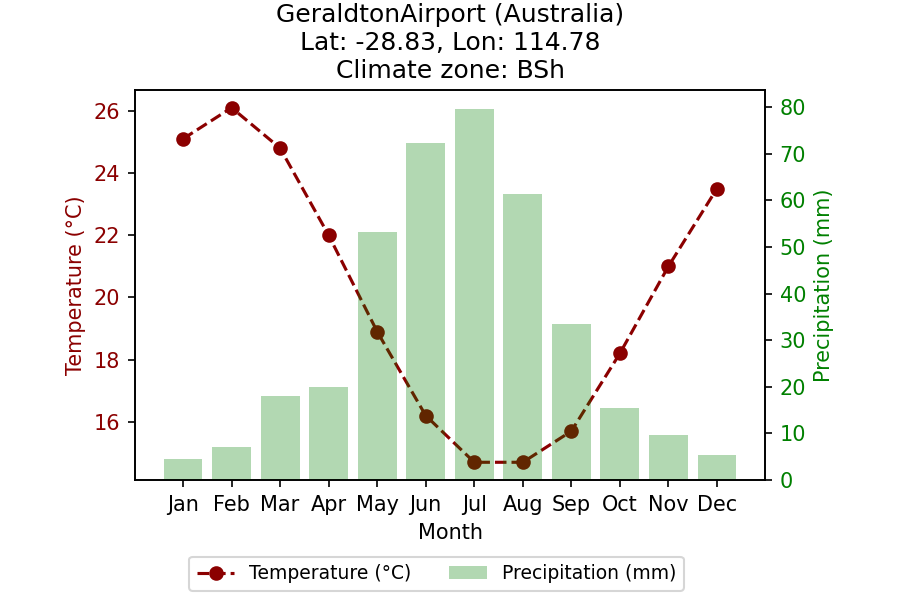 GeraldtonAirport (Australia)
Lat: -28.83, Lon: 114.78
Climate zone: BSh
Temperature (°C)
26
24
22
20
18
16
80
70
60
50
40
30
20
10
0
Precipitation (mm)
Jan Feb Mar Apr May Jun Jul Aug Sep Oct Nov Dec
Month
Temperature (°C) Precipitation (mm)